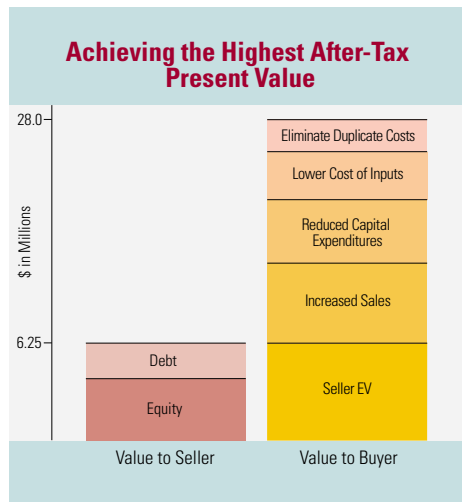 Achieving the Highest After-Tax
Present Value
28.0
Eliminate Duplicate Costs
Lower Cost of Inputs
Reduced Capital
Expenditures
$ in Millions
Increased Sales
6.25
Debt
Seller EV
Equity
Value to Seller
Value to Buyer